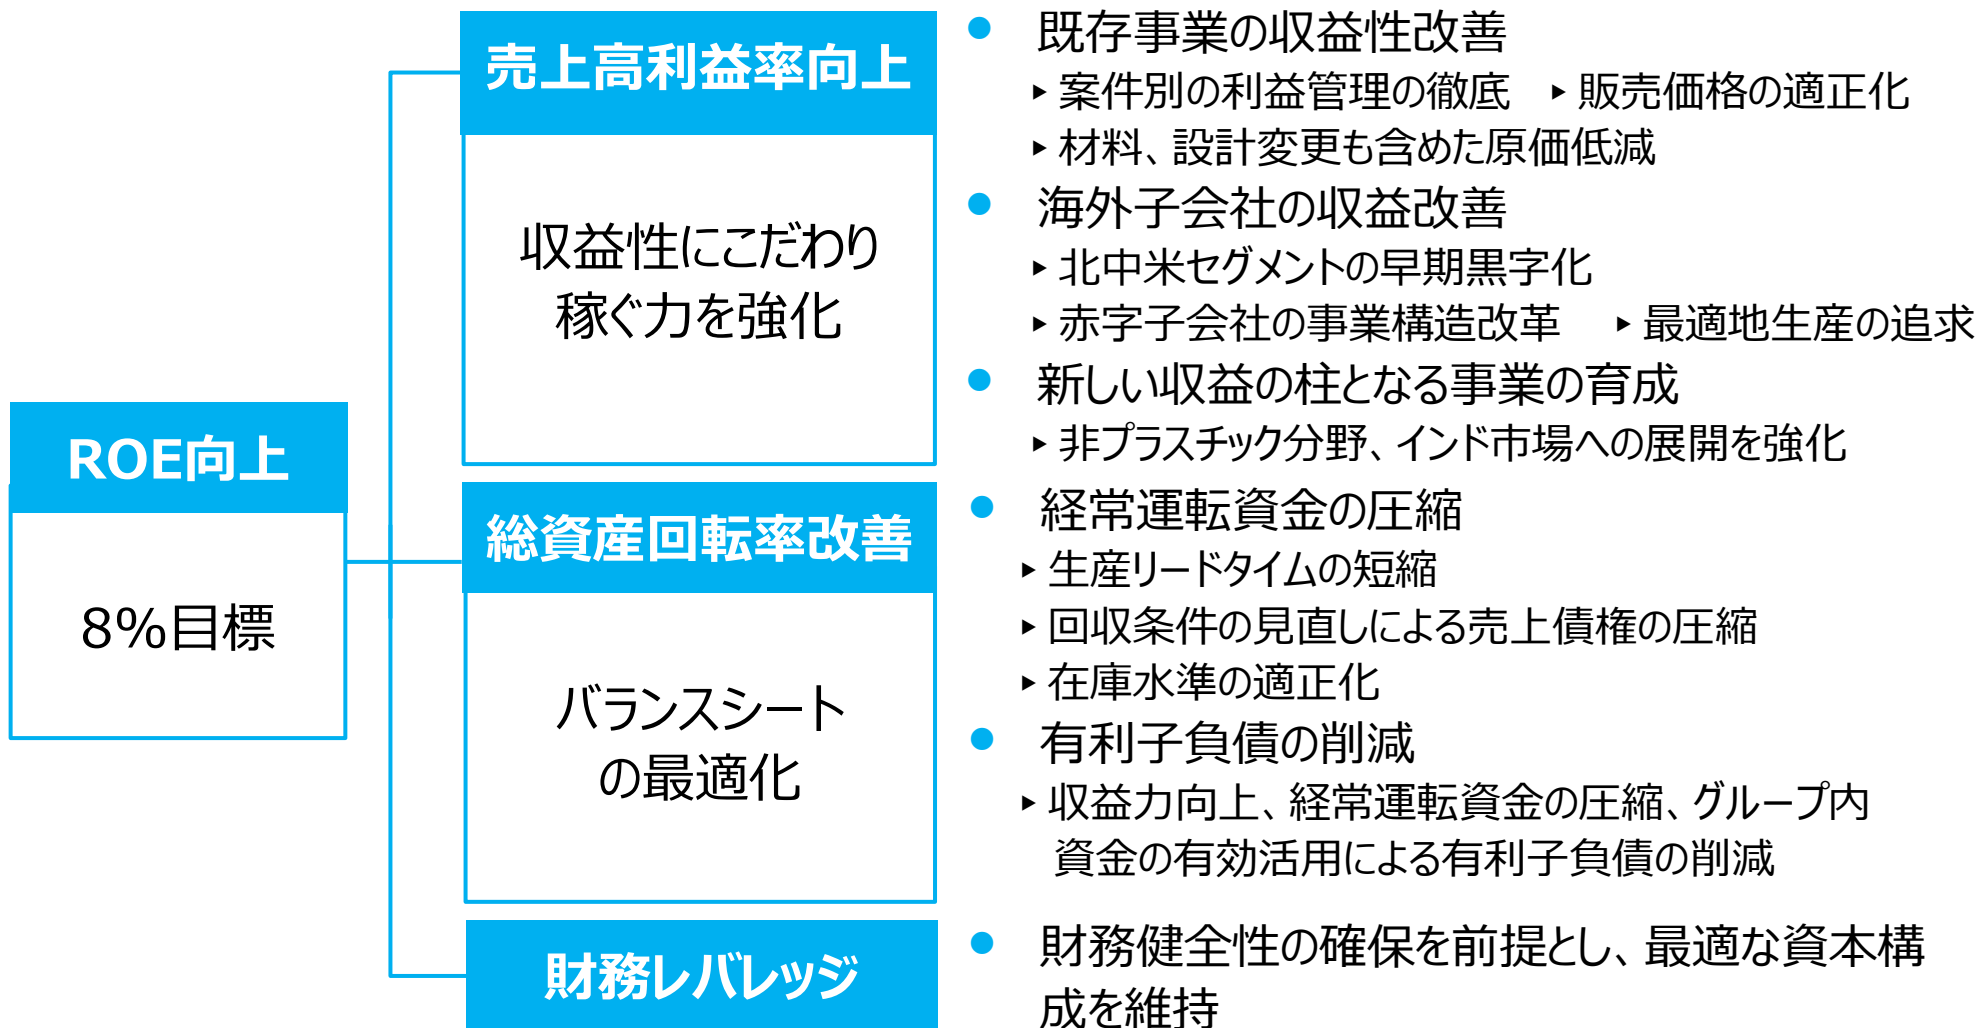 ROE向上
8%目標
売上高利益率向上
収益性にこだわり
稼ぐ力を強化
● 既存事業の収益性改善
▸ 案件別の利益管理の徹底 ▸ 販売価格の適正化
▸ 材料、設計変更も含めた原価低減
● 海外子会社の収益改善
▸ 北中米セグメントの早期黒字化
▸ 赤字子会社の事業構造改革 ▸ 最適地生産の追求
● 新しい収益の柱となる事業の育成
▸ 非プラスチック分野、インド市場への展開を強化
総資産回転率改善
バランスシート
の最適化
● 経常運転資金の圧縮
▸ 生産リードタイムの短縮
▸ 回収条件の見直しによる売上債権の圧縮
▸ 在庫水準の適正化
● 有利子負債の削減
▸ 収益力向上、経常運転資金の圧縮、グループ内
資金の有効活用による有利子負債の削減
財務レバレッジ
● 財務健全性の確保を前提とし、最適な資本構
成を維持